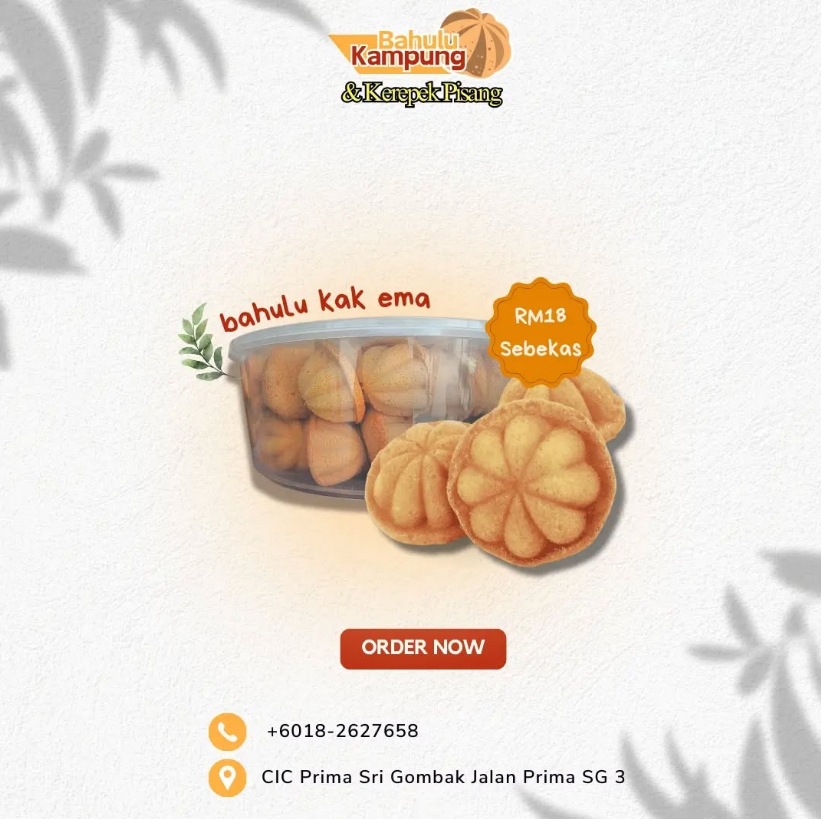 Bahulu
Kampung
& Kerepek Pisang
bahulu kak ema
RM18
Sebekas
ORDER NOW
+6018-2627658
CIC Prima Sri Gombak Jalan Prima SG 3